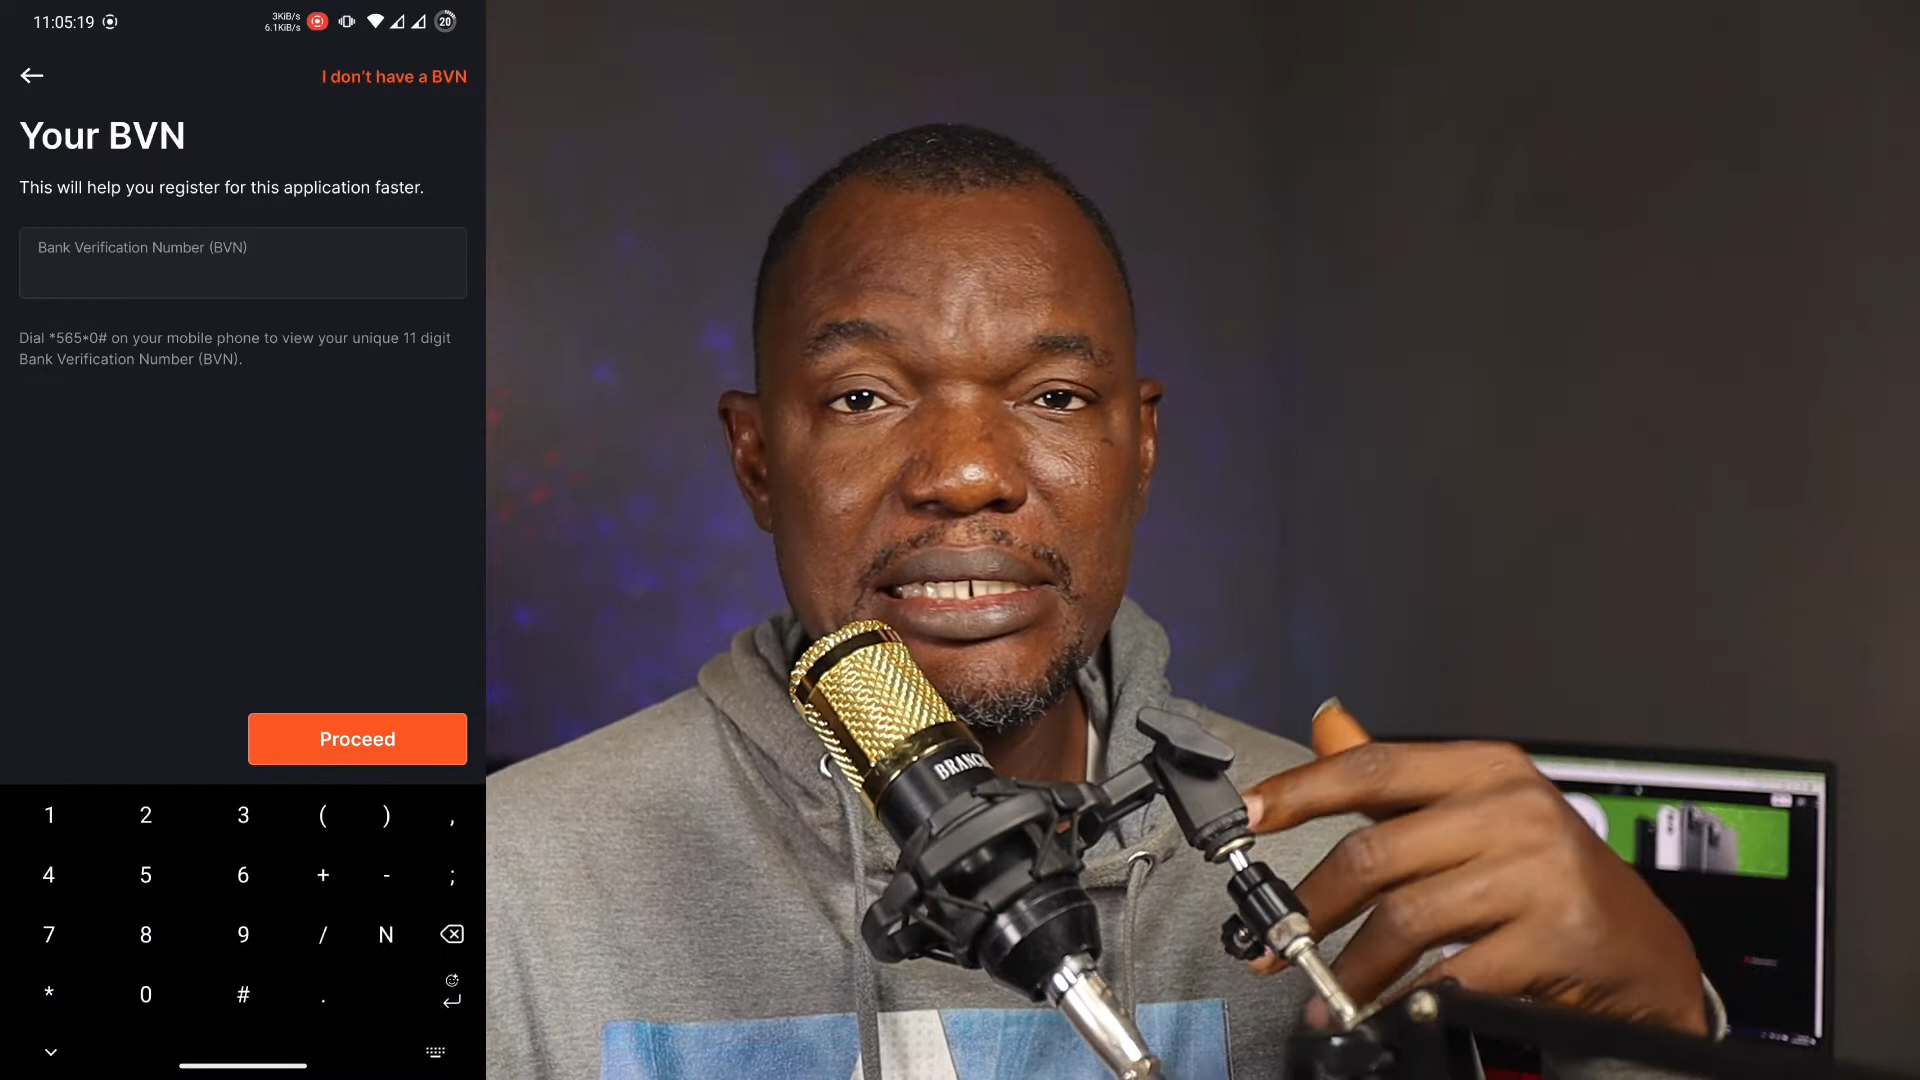 11:05:19
3KiB/s
6.1KiB/s
20
I don't have a BVN
Your BVN
This will help you register for this application faster.
Bank Verification Number (BVN)
Dial *565*0# on your mobile phone to view your unique 11 digit
Bank Verification Number (BVN).
Proceed
1 2 3 ( ) ,
4 5 6 + - ;
7 8 9 / N
* 0 # .